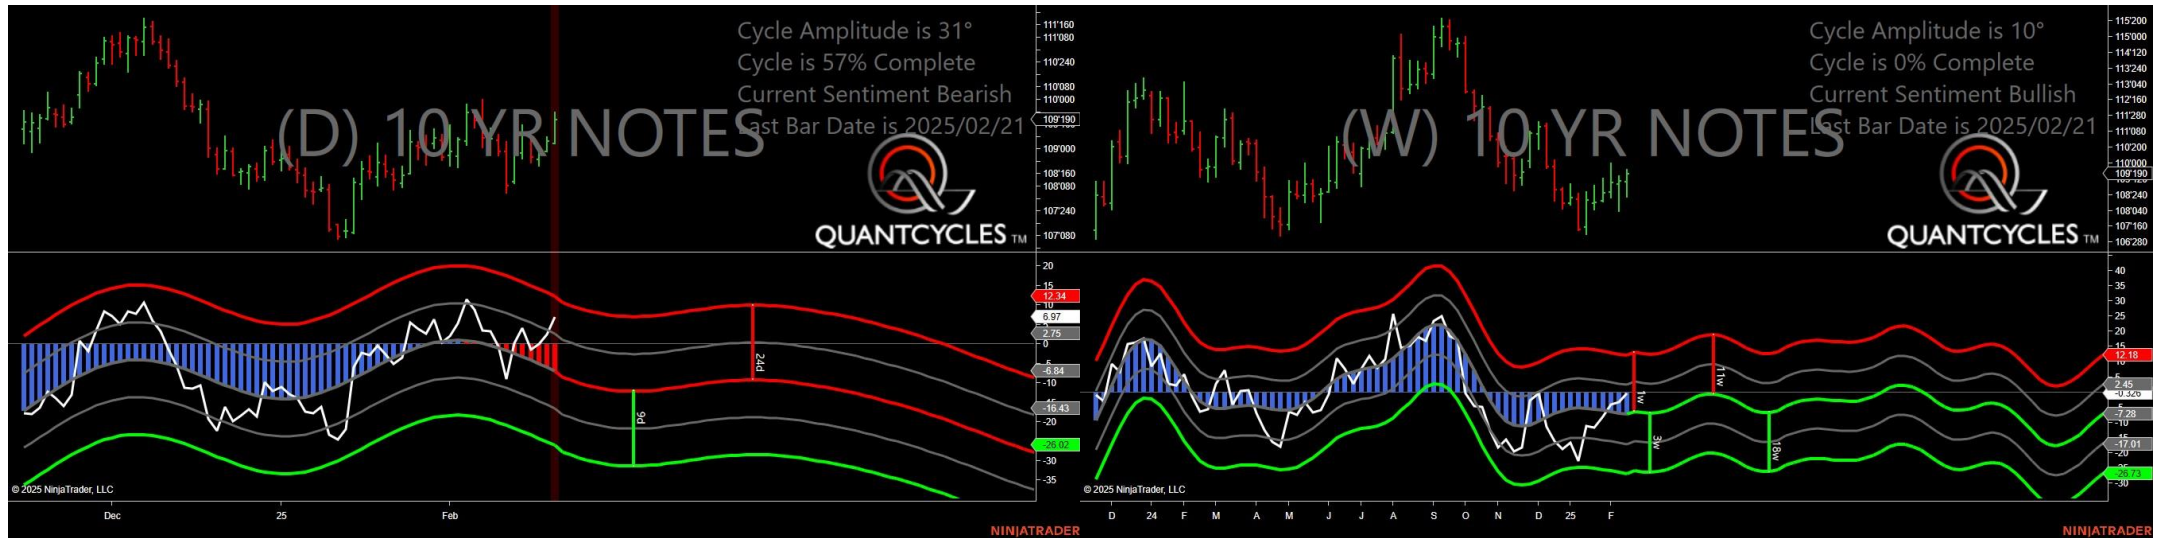 Cycle Amplitude is 31°
Cycle is 57% Complete
Current Sentiment Bearish
Last Bar Date is 2025/02/21
(D) 10 YR NOTES
QUANTCYCLES TM
111'160
111'080
110'240
110'080
110'000
109'190
109'000
108'160
108'080
107'240
107'080
20
12.34
10
6.97
2.75
0
-6.84
-10
-16.43
-20
-26.02
-30
-35
24d
9d
© 2025 NinjaTrader, LLC
Dec
25
Feb
NINJATRADER
Cycle Amplitude is 10°
Cycle is 0% Complete
Current Sentiment Bullish
Last Bar Date is 2025/02/21
(W) 10 YR NOTES
QUANTCYCLES TM
115'200
115'000
114'120
113'240
113'040
112'160
111'280
111'080
110'200
110'000
109'190
108'240
108'040
107'160
106'280
40
35
30
25
20
15
12.18
5
2.45
-0.326
-7.28
-10
-17.01
-26.73
-30
1w
11w
3w
18w
© 2025 NinjaTrader, LLC
D
24
F
M
A
M
J
J
A
S
O
N
D
25
F
NINJATRADER